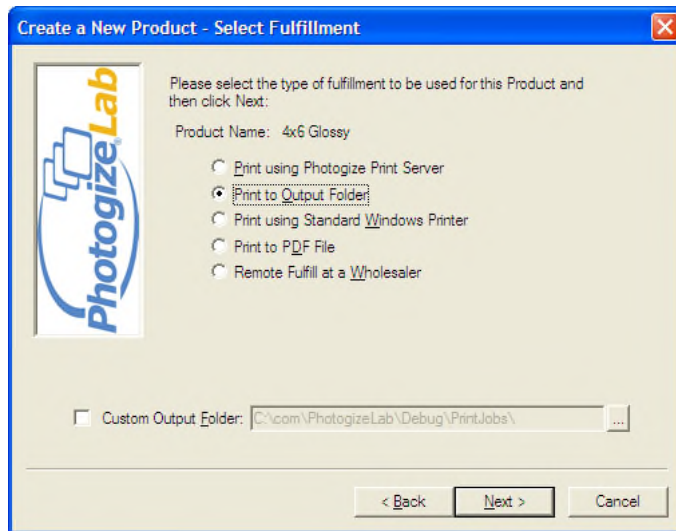 Create a New Product - Select Fulfillment
PhotogizeLab
Please select the type of fulfillment to be used for this Product and
then click Next:
Product Name: 4x6 Glossy
Print using Photogize Print Server
Print to Output Folder
Print using Standard Windows Printer
Print to PDF File
Remote Fulfill at a Wholesaler
Custom Output Folder: C:\com\PhotogizeLab\Debug\PrintJobs\ ...
< Back Next > Cancel